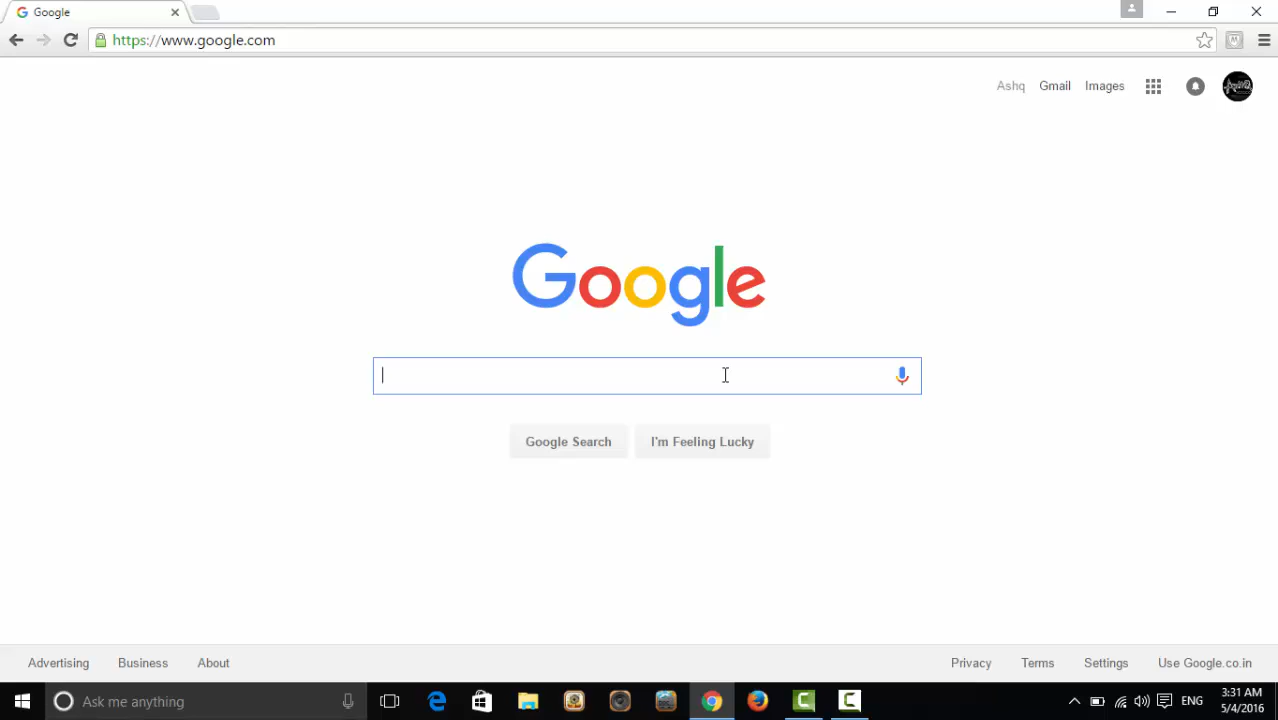 Google
https://www.google.com
Ashq Gmail Images
Google
Google Search I'm Feeling Lucky
Advertising Business About Privacy Terms Settings Use Google.co.in
Ask me anything ENG 3:31 AM
5/4/2016